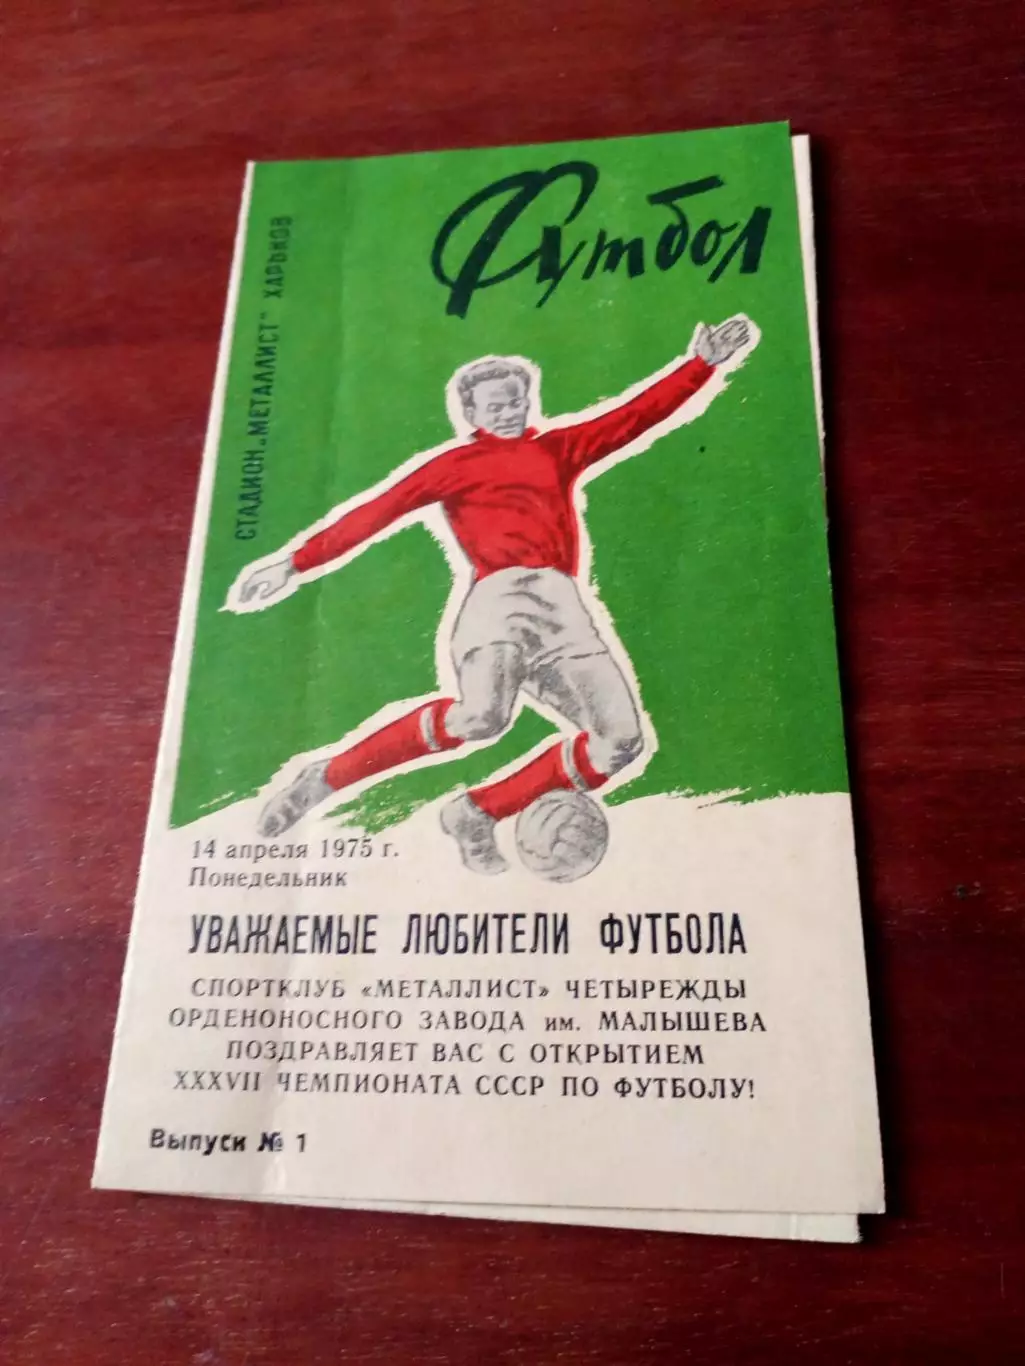 Футбол
СТАДИОН „МЕТАЛЛИСТ" ХАРЬКОВ
14 апреля 1975 г.
Понедельник
УВАЖАЕМЫЕ ЛЮБИТЕЛИ ФУТБОЛА
СПОРТКЛУБ «МЕТАЛЛИСТ» ЧЕТЫРЕЖДЫ
ОРДЕНОНОСНОГО ЗАВОДА им. МАЛЫШЕВА
ПОЗДРАВЛЯЕТ ВАС С ОТКРЫТИЕМ
XXXVII ЧЕМПИОНАТА СССР ПО ФУТБОЛУ!
Выпуск № 1